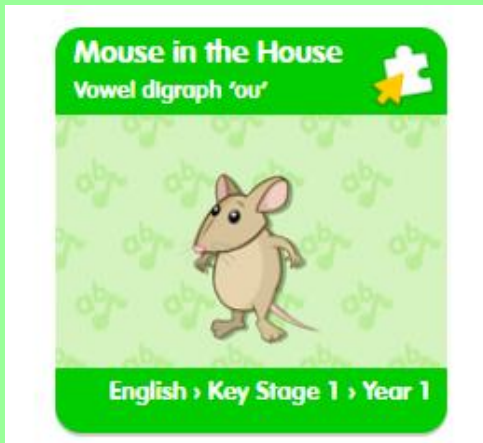 Mouse in the House
Vowel digraph ‘ou’
English › Key Stage 1 › Year 1